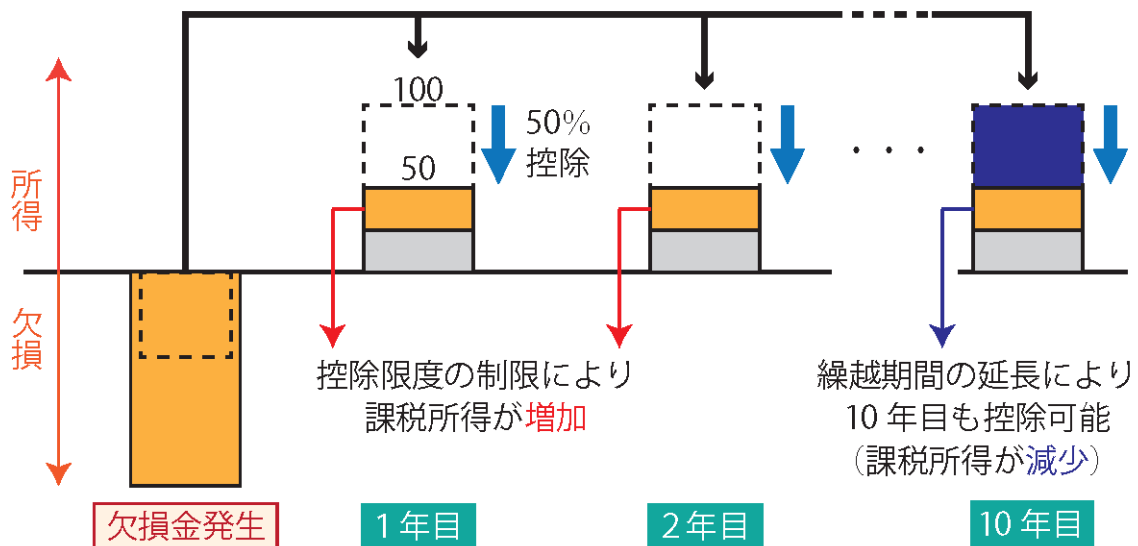 所得
欠損
100
50
50%
控除
・・・
控除限度の制限により
課税所得が増加
繰越期間の延長により
10年目も控除可能
（課税所得が減少）
欠損金発生
1年目
2年目
10年目